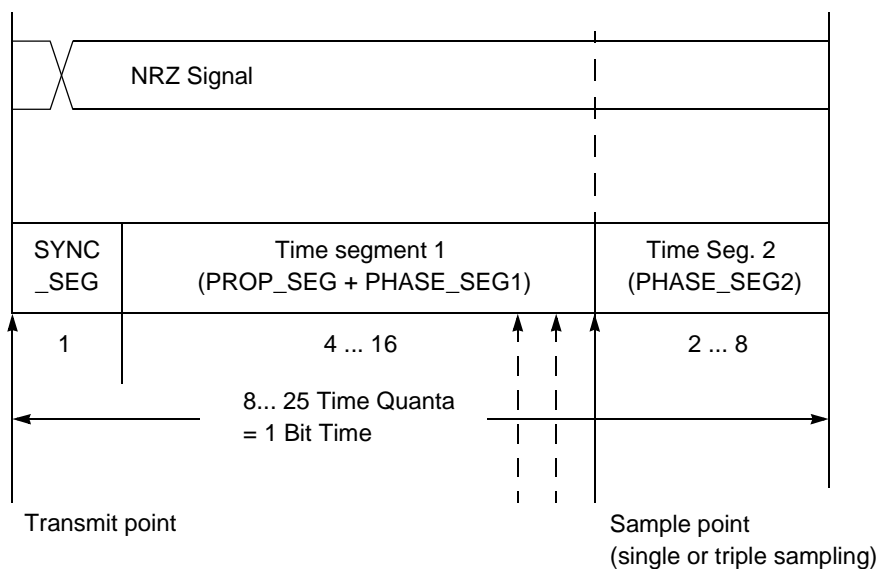 NRZ Signal
SYNC
_SEG
Time segment 1
(PROP_SEG + PHASE_SEG1)
Time Seg. 2
(PHASE_SEG2)
1
4 ... 16
2 ... 8
8... 25 Time Quanta
= 1 Bit Time
Transmit point
Sample point
(single or triple sampling)